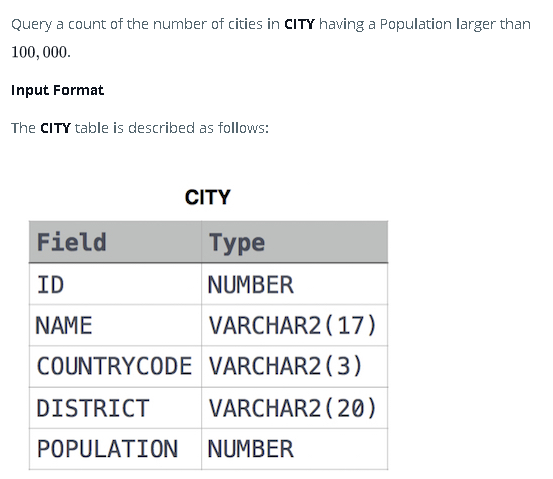 Query a count of the number of cities in CITY having a Population larger than
100,000.
Input Format
The CITY table is described as follows:
CITY
Field Type
ID NUMBER
NAME VARCHAR2(17)
COUNTRYCODE VARCHAR2(3)
DISTRICT VARCHAR2(20)
POPULATION NUMBER